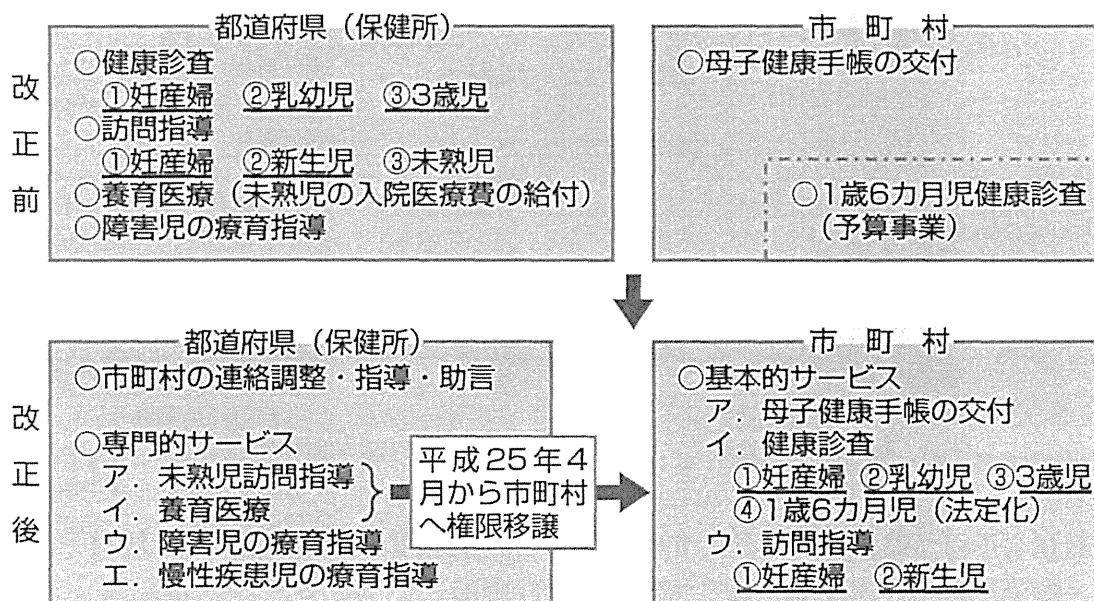 改正前
都道府県（保健所）
○健康診査
①妊産婦　②乳幼児　③3歳児
○訪問指導
①妊産婦　②新生児　③未熟児
○養育医療（未熟児の入院医療費の給付）
○障害児の療育指導
市　町　村
○母子健康手帳の交付
○1歳6カ月児健康診査
（予算事業）
改正後
都道府県（保健所）
○市町村の連絡調整・指導・助言
○専門的サービス
ア．未熟児訪問指導
イ．養育医療
ウ．障害児の療育指導
エ．慢性疾患児の療育指導
平成25年4
月から市町村
へ権限移譲
市　町　村
○基本的サービス
ア．母子健康手帳の交付
イ．健康診査
①妊産婦　②乳幼児　③3歳児
④1歳6カ月児（法定化）
ウ．訪問指導
①妊産婦　②新生児